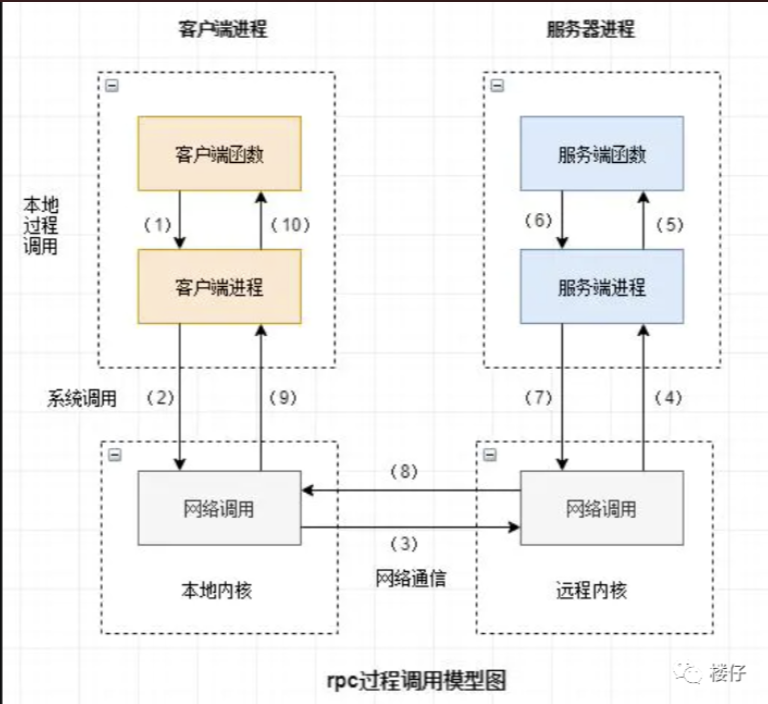 客户端进程
服务器进程
客户端函数
服务端函数
本地
过程
调用
(1)
(10)
(6)
(5)
客户端进程
服务端进程
系统调用
(2)
(9)
(7)
(4)
(8)
网络调用
网络调用
(3)
网络通信
本地内核
远程内核
rpc过程调用模型图
楼仔